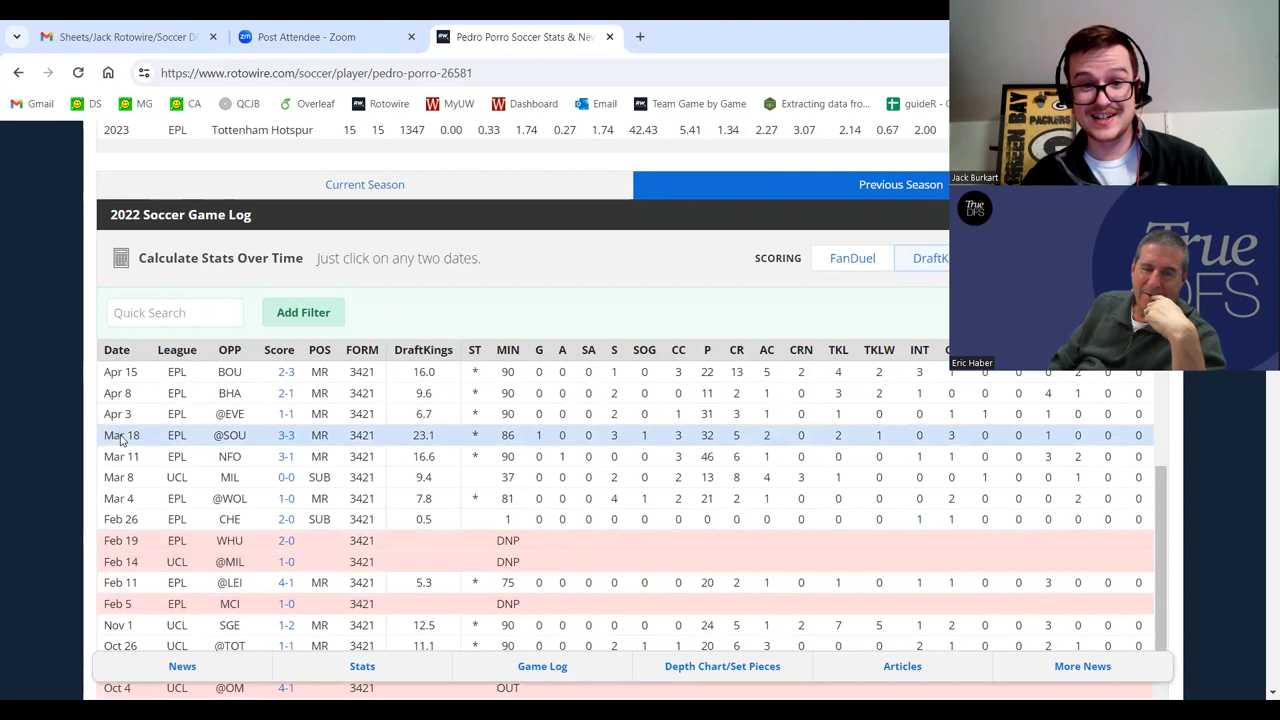 Sheets/Jack Rotowire/Soccer D
Post Attendee - Zoom
Pedro Porro Soccer Stats & Nev
https://www.rotowire.com/soccer/player/pedro-porro-26581
Gmail DS MG CA QCJB Overleaf Rotowire MyUW Dashboard Email Team Game by Game Extracting data fro... guideR - G
2023 EPL Tottenham Hotspur 15 15 1347 0.00 0.33 1.74 0.27 1.74 42.43 5.41 1.34 2.27 3.07 2.14 0.67 2.00
Current Season
Previous Season
2022 Soccer Game Log
Calculate Stats Over Time Just click on any two dates.
SCORING FanDuel DraftK
Quick Search Add Filter
Date League OPP Score POS FORM DraftKings ST MIN G A SA S SOG CC P CR AC CRN TKL TKLW INT
Apr 15 EPL BOU 2-3 MR 3421 16.0 * 90 0 0 0 1 0 3 22 13 5 2 4 2 3 1 0 0 2 0 0
Apr 8 EPL BHA 2-1 MR 3421 9.6 * 90 0 0 0 2 0 0 11 2 1 0 3 2 1 0 0 0 4 1 0 0
Apr 3 EPL @EVE 1-1 MR 3421 6.7 * 90 0 0 0 0 0 1 31 3 1 0 0 0 0 1 1 0 0 0 0 0
Mar 18 EPL @SOU 3-3 MR 3421 23.1 * 86 1 0 0 3 1 3 32 5 2 0 2 1 0 3 0 0 1 0 0 0
Mar 11 EPL NFO 3-1 MR 3421 16.6 * 90 0 1 0 0 0 3 46 6 1 0 0 0 1 1 0 0 3 2 0 0
Mar 8 UCL MIL 0-0 SUB 3421 9.4 37 0 0 0 2 0 2 13 8 4 3 1 1 0 0 1 0 0 1 0 0
Mar 4 EPL @WOL 1-0 MR 3421 7.8 * 81 0 0 0 4 1 2 21 2 1 0 0 0 0 2 0 0 2 0 0 0
Feb 26 EPL CHE 2-0 SUB 3421 0.5 1 0 0 0 0 0 0 0 0 0 0 0 0 1 1 0 0 0 0 0 0
Feb 19 EPL WHU 2-0 3421 DNP
Feb 14 UCL @MIL 1-0 3421 DNP
Feb 11 EPL @LEI 4-1 MR 3421 5.3 * 75 0 0 0 0 0 0 20 2 1 0 1 0 1 1 0 0 3 0 0 0
Feb 5 EPL MCI 1-0 3421 DNP
Nov 1 UCL SGE 1-2 MR 3421 12.5 * 90 0 0 0 0 0 0 24 5 1 2 7 5 1 2 0 0 3 1 0 0
Oct 26 UCL @TOT 1-1 MR 3421 11.1 * 90 0 0 0 0 1 1 20 6 3 0 1 0 3 1 0 0 2 1 0 0
News Stats Game Log Depth Chart/Set Pieces Articles More News
Oct 4 UCL @OM 4-1 3421 OUT
GREEN BAY
PACKERS
G
Jack Burkart
True
DFS
True
DFS
Eric Haber